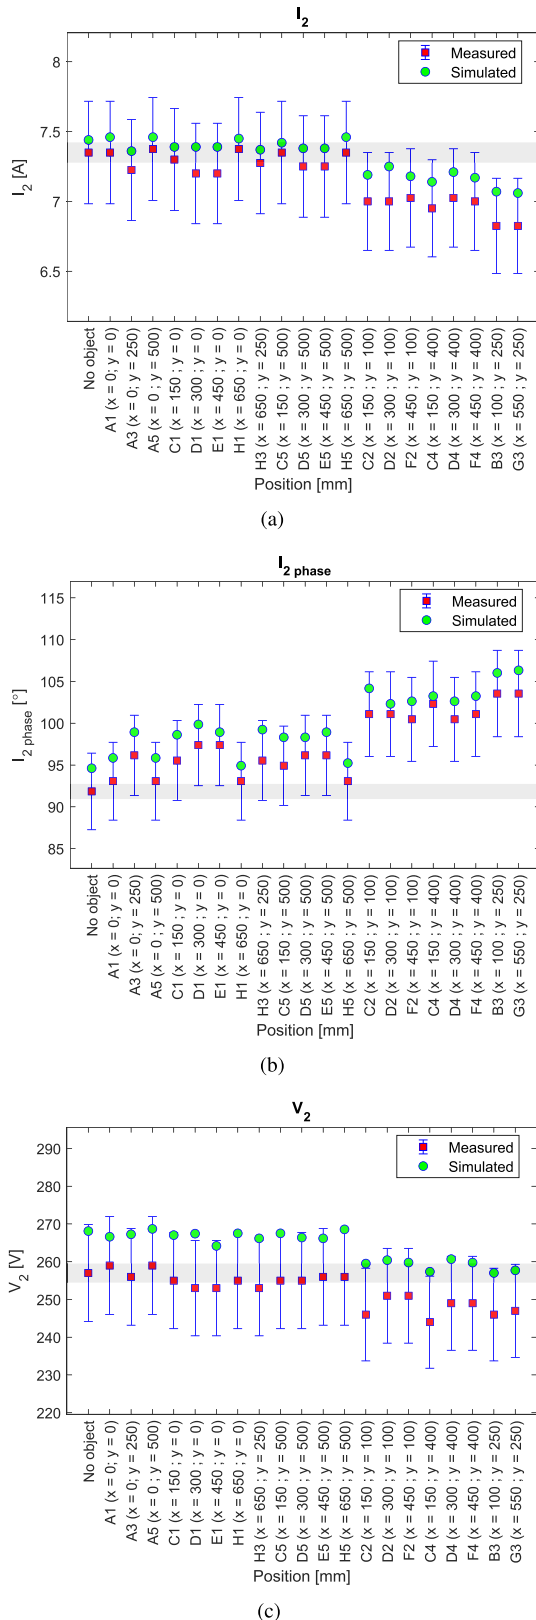 I2
8
7.5
7
6.5
I2 [A]
Measured
Simulated
No object
A1 (x = 0; y = 0)
A3 (x = 0; y = 250)
A5 (x = 0 ; y = 500)
C1 (x = 150 ; y = 0)
D1 (x = 300 ; y = 0)
E1 (x = 450 ; y = 0)
H1 (x = 650 ; y = 0)
H3 (x = 650 ; y = 250)
C5 (x = 150 ; y = 500)
D5 (x = 300 ; y = 500)
E5 (x = 450 ; y = 500)
H5 (x = 650 ; y = 500)
C2 (x = 150 ; y = 100)
D2 (x = 300 ; y = 100)
F2 (x = 450 ; y = 100)
C4 (x = 150 ; y = 400)
D4 (x = 300 ; y = 400)
F4 (x = 450 ; y = 400)
B3 (x = 100 ; y = 250)
G3 (x = 550 ; y = 250)
Position [mm]
(a)
I2 phase
115
110
105
100
95
90
85
I2 phase [°]
Measured
Simulated
No object
A1 (x = 0; y = 0)
A3 (x = 0; y = 250)
A5 (x = 0 ; y = 500)
C1 (x = 150 ; y = 0)
D1 (x = 300 ; y = 0)
E1 (x = 450 ; y = 0)
H1 (x = 650 ; y = 0)
H3 (x = 650 ; y = 250)
C5 (x = 150 ; y = 500)
D5 (x = 300 ; y = 500)
E5 (x = 450 ; y = 500)
H5 (x = 650 ; y = 500)
C2 (x = 150 ; y = 100)
D2 (x = 300 ; y = 100)
F2 (x = 450 ; y = 100)
C4 (x = 150 ; y = 400)
D4 (x = 300 ; y = 400)
F4 (x = 450 ; y = 400)
B3 (x = 100 ; y = 250)
G3 (x = 550 ; y = 250)
Position [mm]
(b)
V2
290
280
270
260
250
240
230
220
V2 [V]
Measured
Simulated
No object
A1 (x = 0; y = 0)
A3 (x = 0; y = 250)
A5 (x = 0 ; y = 500)
C1 (x = 150 ; y = 0)
D1 (x = 300 ; y = 0)
E1 (x = 450 ; y = 0)
H1 (x = 650 ; y = 0)
H3 (x = 650 ; y = 250)
C5 (x = 150 ; y = 500)
D5 (x = 300 ; y = 500)
E5 (x = 450 ; y = 500)
H5 (x = 650 ; y = 500)
C2 (x = 150 ; y = 100)
D2 (x = 300 ; y = 100)
F2 (x = 450 ; y = 100)
C4 (x = 150 ; y = 400)
D4 (x = 300 ; y = 400)
F4 (x = 450 ; y = 400)
B3 (x = 100 ; y = 250)
G3 (x = 550 ; y = 250)
Position [mm]
(c)